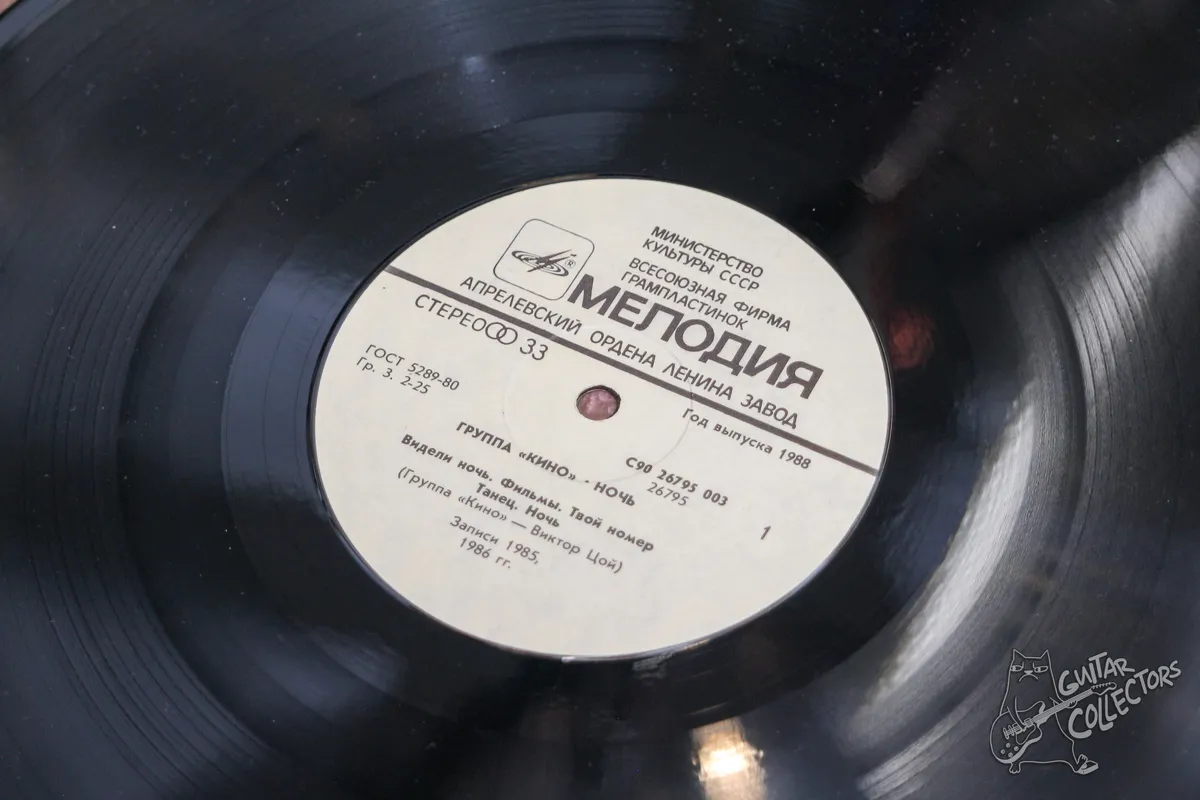 МИНИСТЕРСТВО
КУЛЬТУРЫ СССР
ВСЕСОЮЗНАЯ ФИРМА
ГРАМПЛАСТИНОК
®
МЕЛОДИЯ
АПРЕЛЕВСКИЙ ОРДЕНА ЛЕНИНА ЗАВОД
СТЕРЕО 33
Год выпуска 1988
ГОСТ 5289-80
Гр. 3. 2-25
С90 26795 003
26795
1
ГРУППА «КИНО» - НОЧЬ
Видели ночь. Фильмы. Твой номер
Танец. Ночь
(Группа «Кино» — Виктор Цой)
Записи 1985,
1986 гг.
GUITAR
COLLECTORS